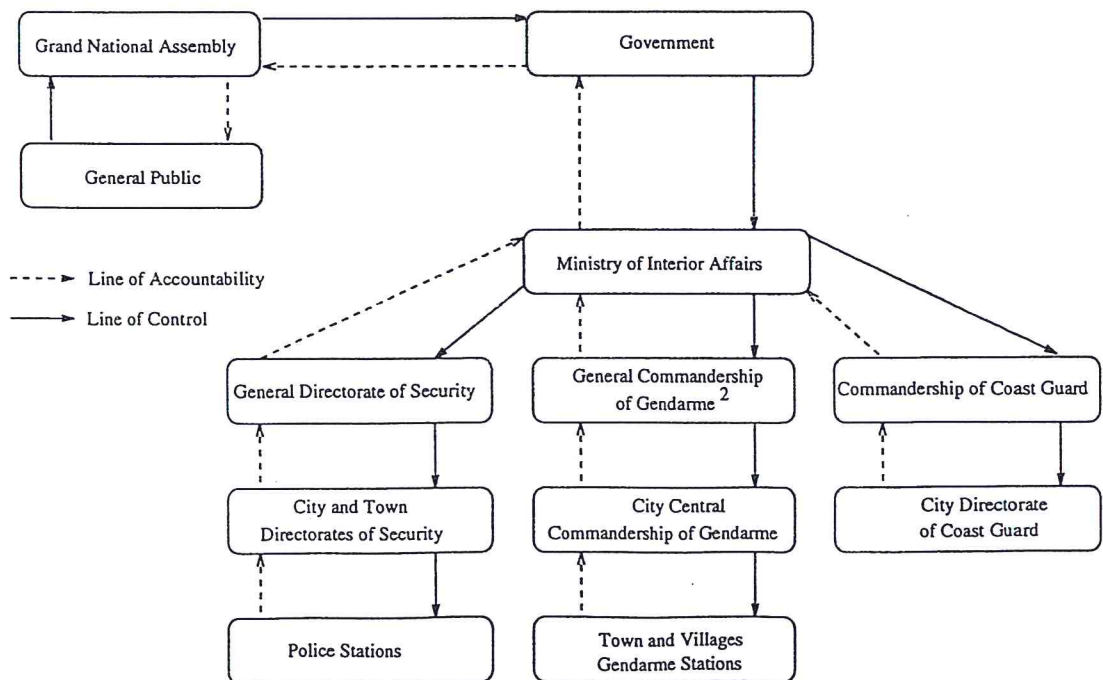 Grand National Assembly
Government
General Public
Ministry of Interior Affairs
Line of Accountability
Line of Control
General Directorate of Security
General Commandership
of Gendarme 2
Commandership of Coast Guard
City and Town
Directorates of Security
City Central
Commandership of Gendarme
City Directorate
of Coast Guard
Police Stations
Town and Villages
Gendarme Stations